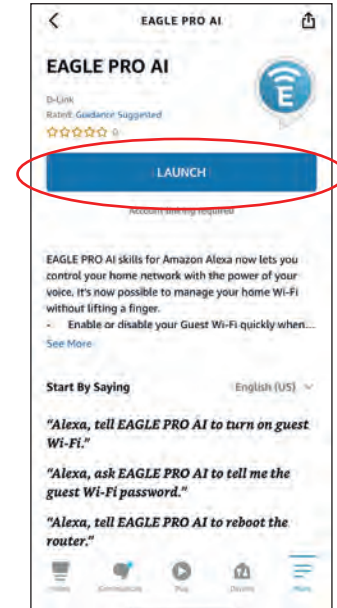 EAGLE PRO AI
EAGLE PRO AI
D-Link
Rated: Guidance Suggested
0
LAUNCH
Account linking required
EAGLE PRO AI skills for Amazon Alexa now lets you
control your home network with the power of your
voice. It's now possible to manage your home Wi-Fi
without lifting a finger.
- Enable or disable your Guest Wi-Fi quickly when...
See More
Start By Saying English (US)
"Alexa, tell EAGLE PRO AI to turn on guest
Wi-Fi."
"Alexa, ask EAGLE PRO AI to tell me the
guest Wi-Fi password."
"Alexa, tell EAGLE PRO AI to reboot the
router."
Play Devices More